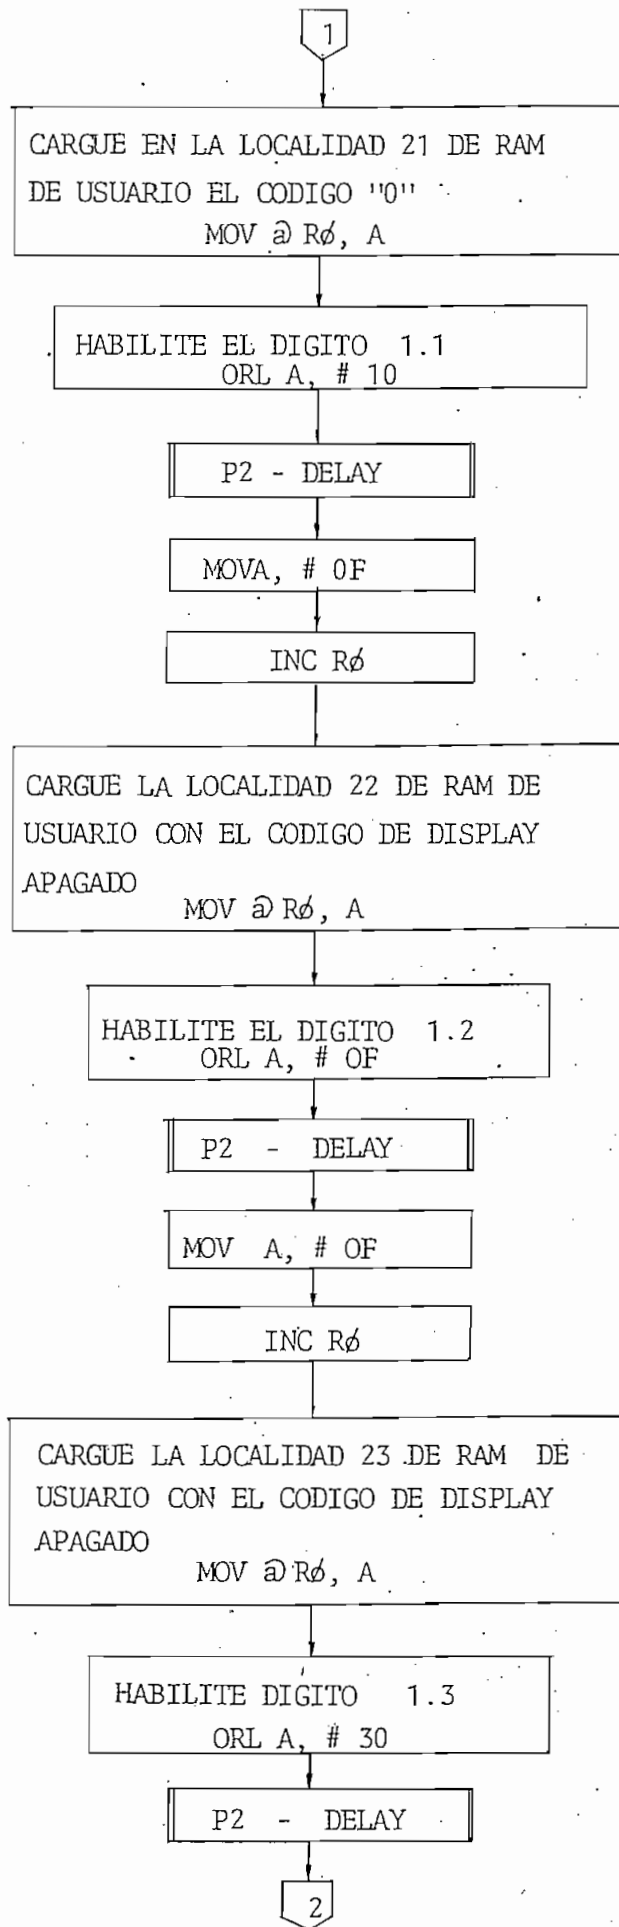 1
CARGUE EN LA LOCALIDAD 21 DE RAM
DE USUARIO EL CODIGO "0"
MOV @ RØ, A
HABILITE EL DIGITO 1.1
ORL A, # 10
P2 - DELAY
MOVA, # 0F
INC RØ
CARGUE LA LOCALIDAD 22 DE RAM DE
USUARIO CON EL CODIGO DE DISPLAY
APAGADO
MOV @ RØ, A
HABILITE EL DIGITO 1.2
ORL A, # OF
P2 - DELAY
MOV A, # OF
INC RØ
CARGUE LA LOCALIDAD 23 DE RAM DE
USUARIO CON EL CODIGO DE DISPLAY
APAGADO
MOV @ RØ, A
HABILITE DIGITO 1.3
ORL A, # 30
P2 - DELAY
2